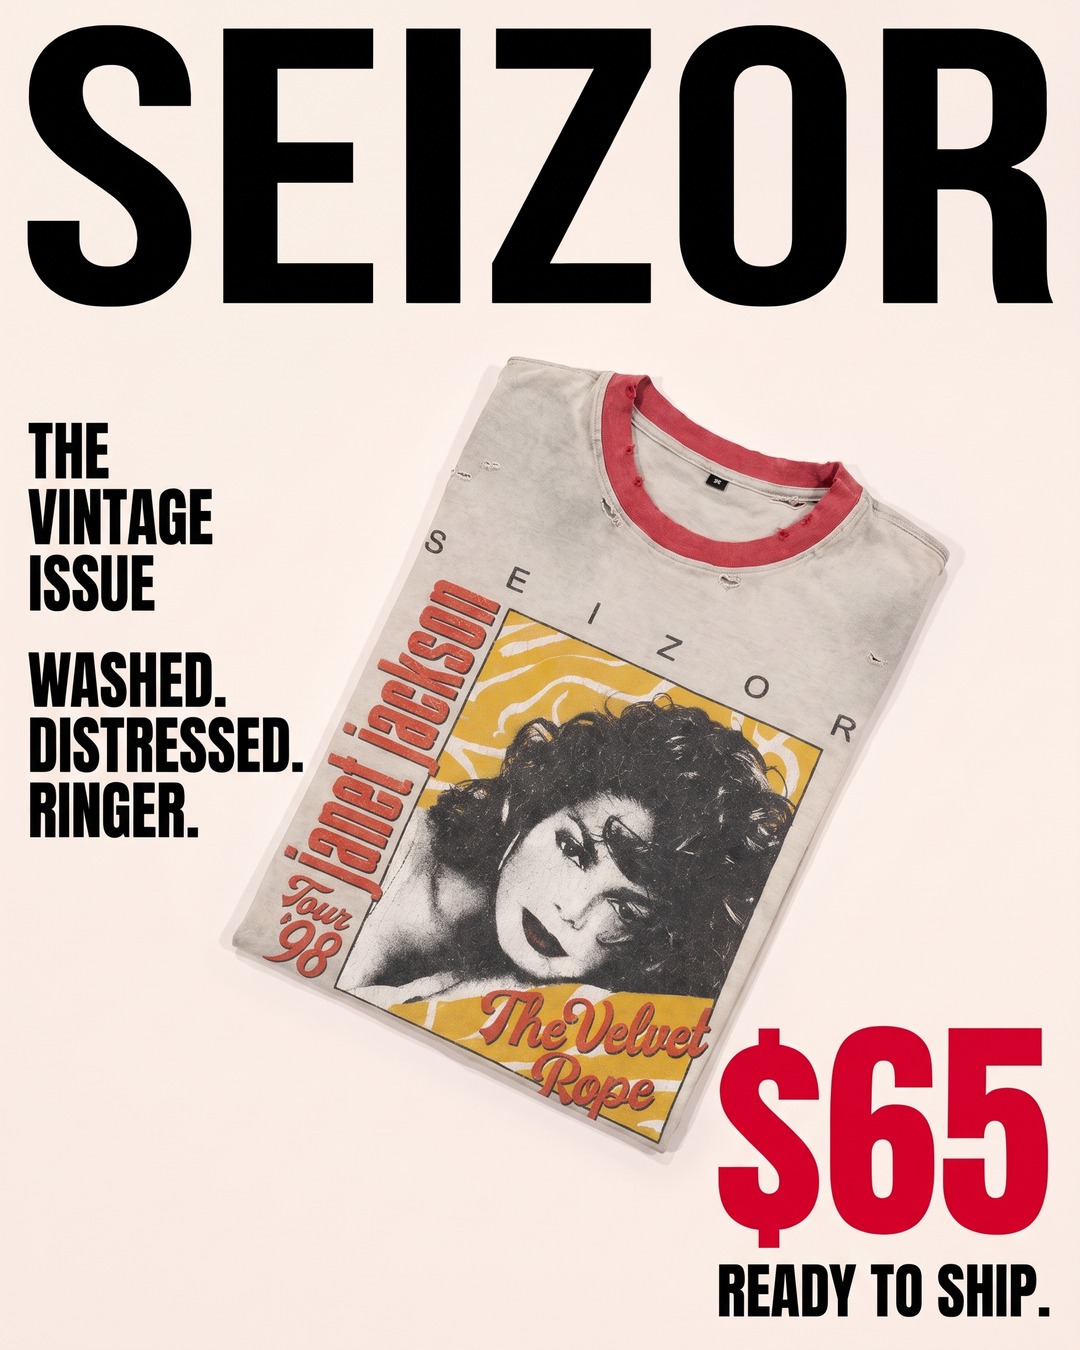 SEIZOR
THE
VINTAGE
ISSUE
WASHED.
DISTRESSED.
RINGER.
S E I Z O R
janet jackson
Tour
'98
The Velvet
Rope
$65
READY TO SHIP.